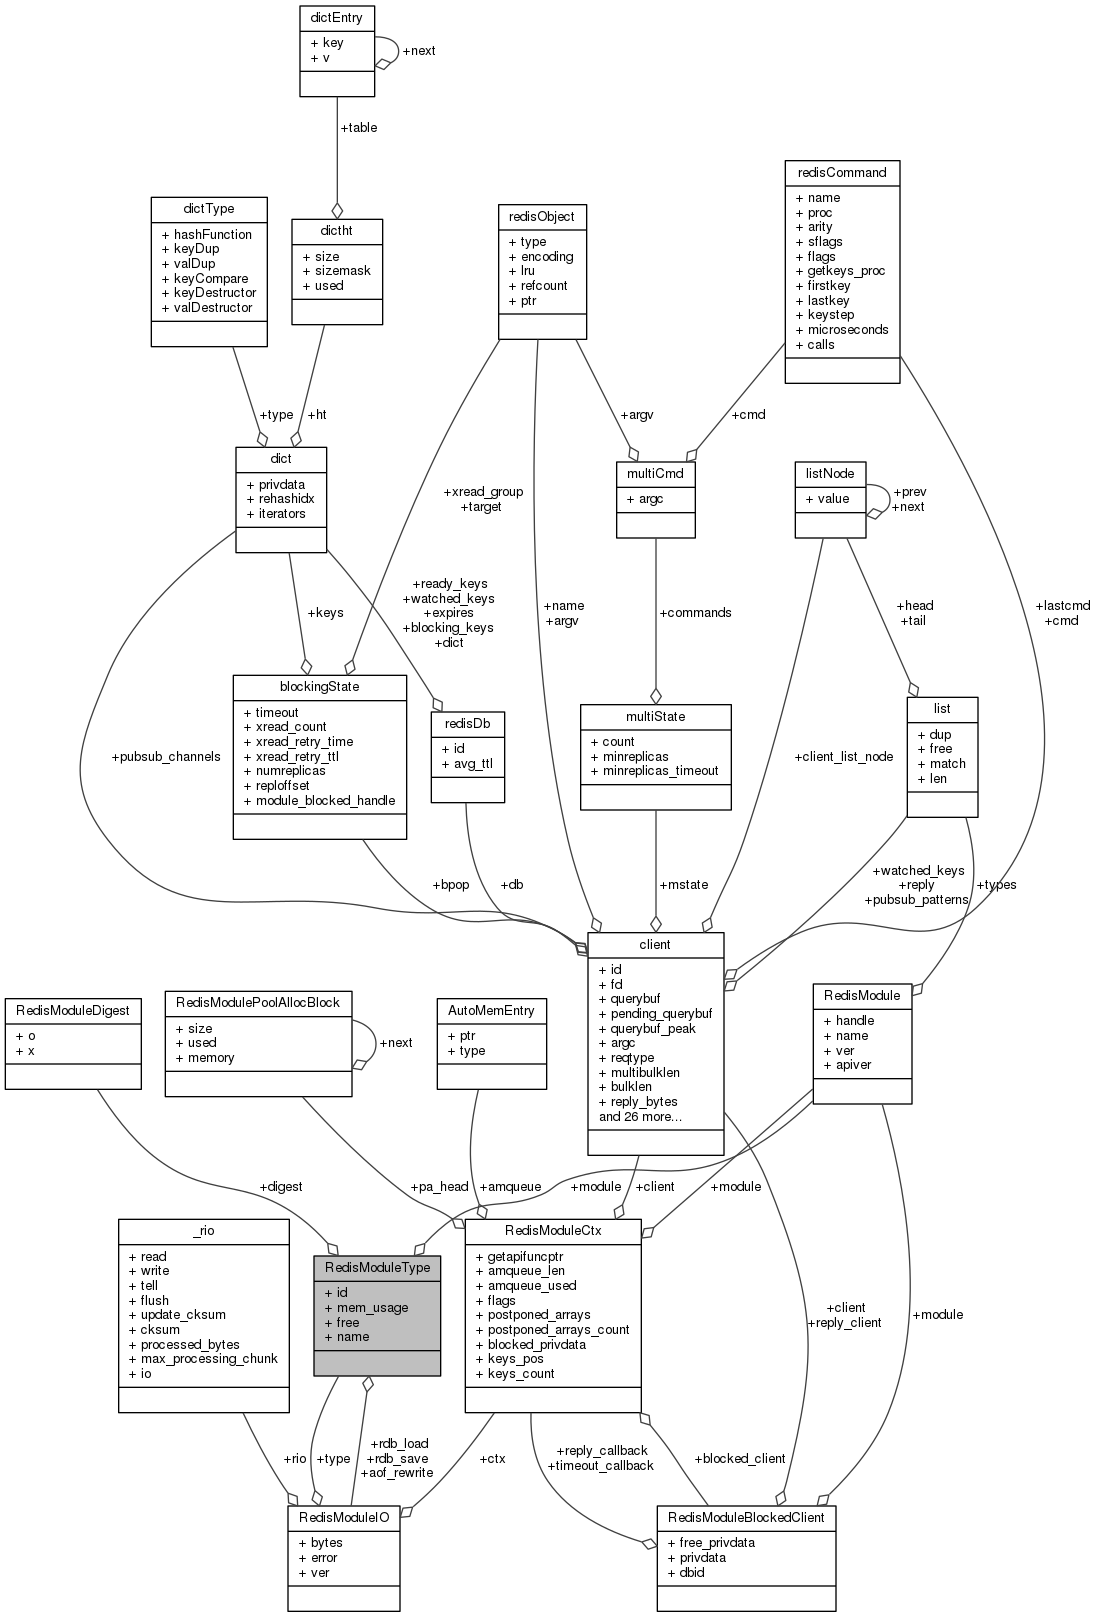 dictEntry
+ key
+ v
+next
+table
redisCommand
+ name
+ proc
+ arity
+ sflags
+ flags
+ getkeys_proc
+ firstkey
+ lastkey
+ keystep
+ microseconds
+ calls
dictType
+ hashFunction
+ keyDup
+ valDup
+ keyCompare
+ keyDestructor
+ valDestructor
dictht
+ size
+ sizemask
+ used
redisObject
+ type
+ encoding
+ lru
+ refcount
+ ptr
+type
+ht
+argv
+cmd
dict
+ privdata
+ rehashidx
+ iterators
multiCmd
+ argc
listNode
+ value
+prev
+next
+xread_group
+target
+keys
+ready_keys
+watched_keys
+expires
+blocking_keys
+dict
+name
+argv
+commands
+head
+tail
+lastcmd
+cmd
blockingState
+ timeout
+ xread_count
+ xread_retry_time
+ xread_retry_ttl
+ numreplicas
+ reploffset
+ module_blocked_handle
redisDb
+ id
+ avg_ttl
multiState
+ count
+ minreplicas
+ minreplicas_timeout
list
+ dup
+ free
+ match
+ len
+pubsub_channels
+client_list_node
+bpop
+db
+mstate
+watched_keys
+reply
+pubsub_patterns
+types
client
+ id
+ fd
+ querybuf
+ pending_querybuf
+ querybuf_peak
+ argc
+ reqtype
+ multibulklen
+ bulklen
+ reply_bytes
and 26 more...
RedisModuleDigest
+ o
+ x
RedisModulePoolAllocBlock
+ size
+ used
+ memory
+next
AutoMemEntry
+ ptr
+ type
RedisModule
+ handle
+ name
+ ver
+ apiver
+digest
+pa_head
+amqueue
+module
+client
+module
_rio
+ read
+ write
+ tell
+ flush
+ update_cksum
+ cksum
+ processed_bytes
+ max_processing_chunk
+ io
RedisModuleType
+ id
+ mem_usage
+ free
+ name
RedisModuleCtx
+ getapifuncptr
+ amqueue_len
+ amqueue_used
+ flags
+ postponed_arrays
+ postponed_arrays_count
+ blocked_privdata
+ keys_pos
+ keys_count
+client
+reply_client
+module
+rio
+type
+rdb_load
+rdb_save
+aof_rewrite
+ctx
+reply_callback
+timeout_callback
+blocked_client
RedisModuleIO
+ bytes
+ error
+ ver
RedisModuleBlockedClient
+ free_privdata
+ privdata
+ dbid